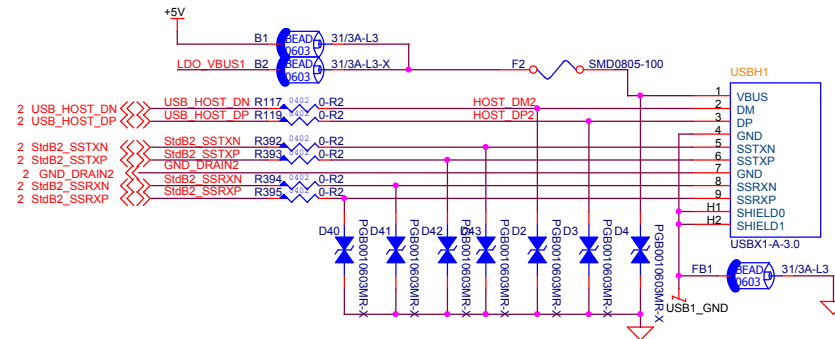 +5V
B1 BEAD 0603 31/3A-L3
LDO_VBUS1 B2 BEAD 0603 31/3A-L3-X
F2 SMD0805-100
USBH1
1 VBUS
2 USB_HOST_DN USB_HOST_DN R117 0402 0-R2 HOST_DM2 2 DM
2 USB_HOST_DP USB_HOST_DP R119 0402 0-R2 HOST_DP2 3 DP
4 GND
2 StdB2_SSTXN StdB2_SSTXN R392 0402 0-R2 5 SSTXN
2 StdB2_SSTXP StdB2_SSTXP R393 0402 0-R2 6 SSTXP
2 GND_DRAIN2 GND_DRAIN2 7 GND
2 StdB2_SSRXN StdB2_SSRXN R394 0402 0-R2 8 SSRXN
2 StdB2_SSRXP StdB2_SSRXP R395 0402 0-R2 9 SSRXP
H1 SHIELD0
H2 SHIELD1
USBX1-A-3.0
D40 D41 D42 D43 D2 D3 D4
PGB0010603MR-X
PGB0010603MR-X
PGB0010603MR-X
PGB0010603MR-X
PGB0010603MR-X
PGB0010603MR-X
PGB0010603MR-X
FB1 BEAD 0603 31/3A-L3
USB1_GND